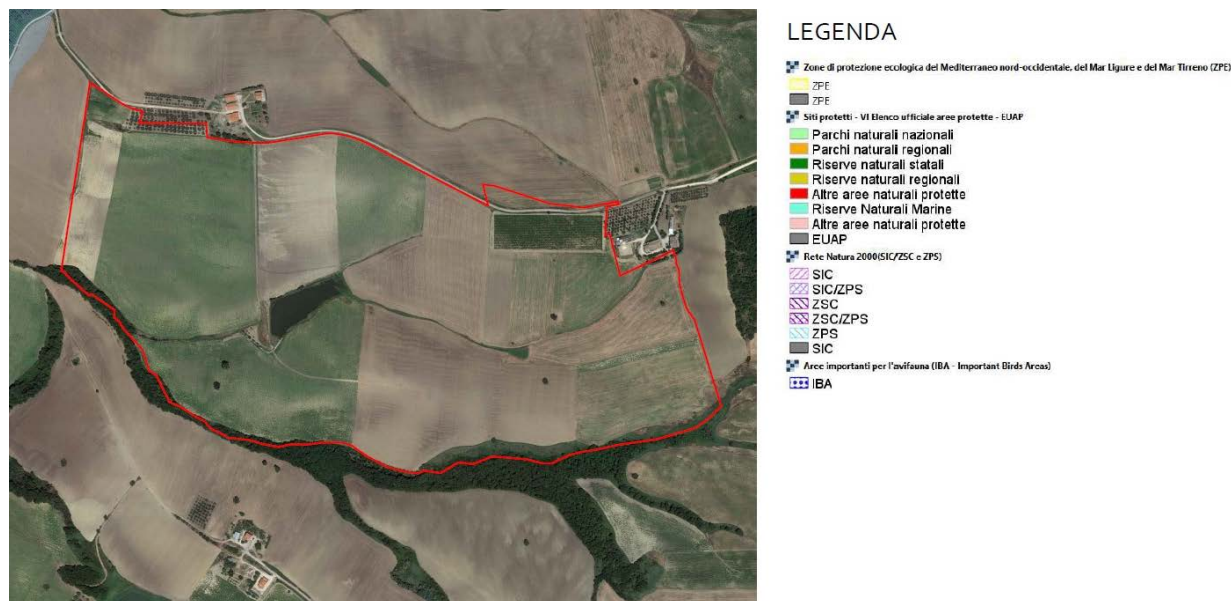 LEGENDA
Zone di protezione ecologica del Mediterraneo nord-occidentale, del Mar Ligure e del Mar Tirreno (ZPE)
ZPE
ZPE
Siti protetti - VI Elenco ufficiale aree protette - EUAP
Parchi naturali nazionali
Parchi naturali regionali
Riserve naturali statali
Riserve naturali regionali
Altre aree naturali protette
Riserve Naturali Marine
Altre aree naturali protette
EUAP
Rete Natura 2000(SIC/ZSC e ZPS)
SIC
SIC/ZPS
ZSC
ZSC/ZPS
ZPS
SIC
Aree importanti per l'avifauna (IBA - Important Birds Areas)
IBA